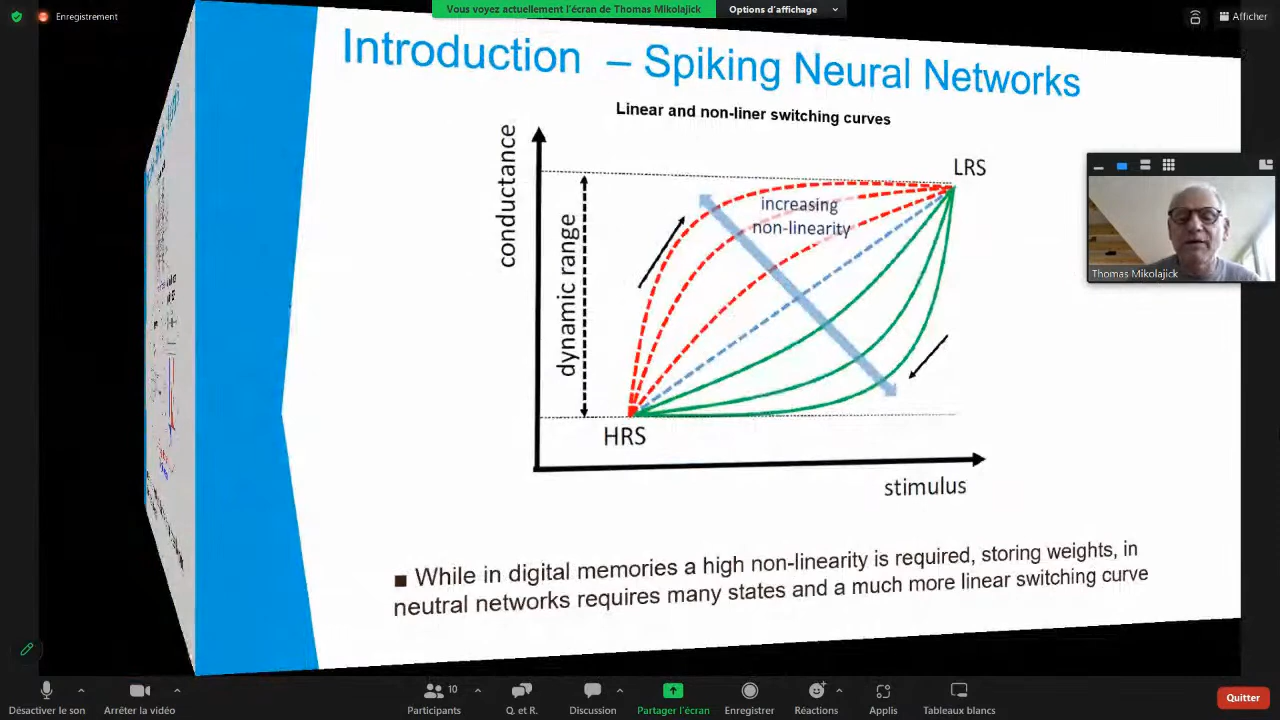 Enregistrement
Vous voyez actuellement l'écran de Thomas Mikolajick
Options d'affichage
Afficher
Introduction – Spiking Neural Networks
Linear and non-liner switching curves
conductance
dynamic range
LRS
increasing
non-linearity
HRS
stimulus
Thomas Mikolajick
■ While in digital memories a high non-linearity is required, storing weights, in
neutral networks requires many states and a much more linear switching curve
Désactiver le son
Arrêter la vidéo
10
Participants
Q. et R.
Discussion
Partager l'écran
Enregistrer
Réactions
Applis
Tableaux blancs
Quitter